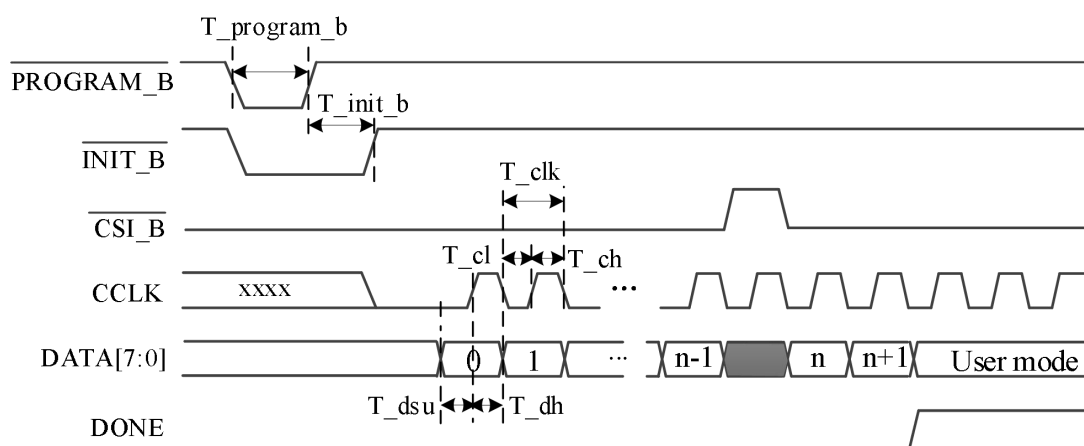 T_program_b
PROGRAM_B
T_init_b
INIT_B
T_clk
CSI_B
T_cl
T_ch
CCLK
xxxx
...
DATA[7:0]
0
1
...
n-1
n
n+1
User mode
T_dsu
T_dh
DONE